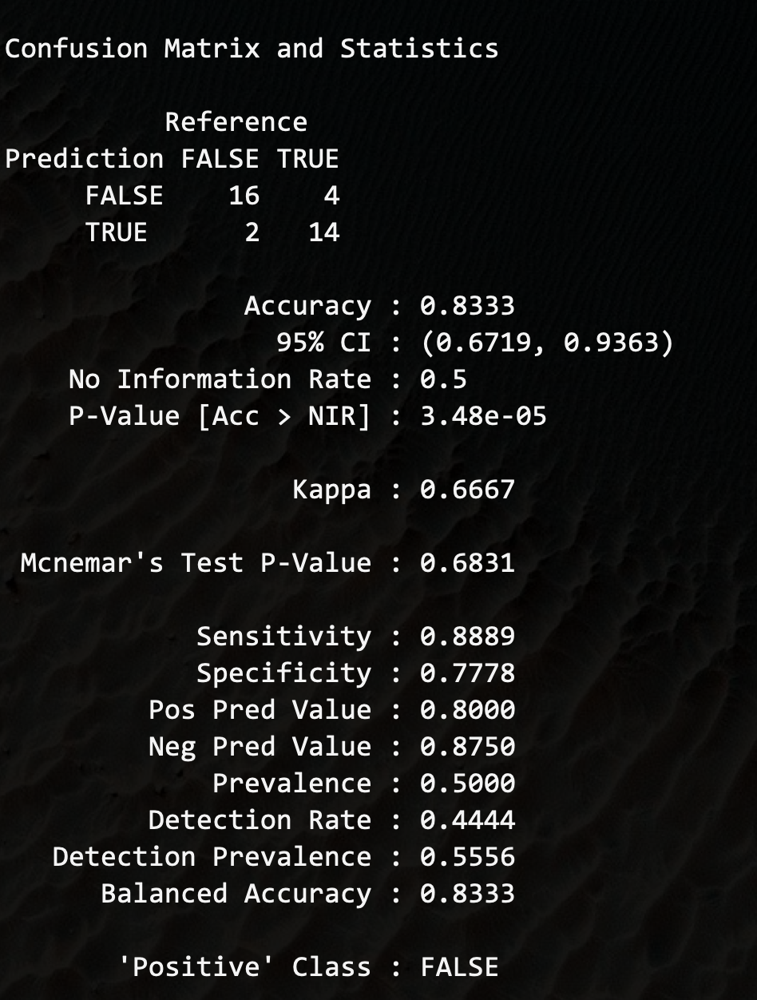 Confusion Matrix and Statistics
Reference
Prediction FALSE TRUE
FALSE 16 4
TRUE 2 14
Accuracy : 0.8333
95% CI : (0.6719, 0.9363)
No Information Rate : 0.5
P-Value [Acc > NIR] : 3.48e-05
Kappa : 0.6667
Mcnemar's Test P-Value : 0.6831
Sensitivity : 0.8889
Specificity : 0.7778
Pos Pred Value : 0.8000
Neg Pred Value : 0.8750
Prevalence : 0.5000
Detection Rate : 0.4444
Detection Prevalence : 0.5556
Balanced Accuracy : 0.8333
'Positive' Class : FALSE